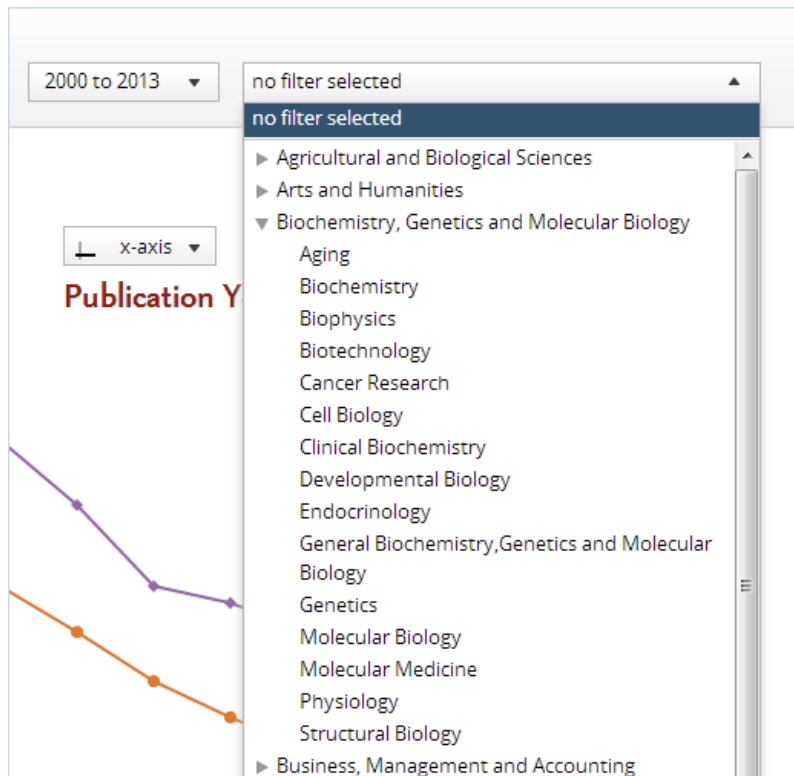 2000 to 2013
no filter selected
no filter selected
Agricultural and Biological Sciences
Arts and Humanities
Biochemistry, Genetics and Molecular Biology
Aging
x-axis
Biochemistry
Publication Y
Biophysics
Biotechnology
Cancer Research
Cell Biology
Clinical Biochemistry
Developmental Biology
Endocrinology
General Biochemistry,Genetics and Molecular
Biology
Genetics
Molecular Biology
Molecular Medicine
Physiology
Structural Biology
Business, Management and Accounting